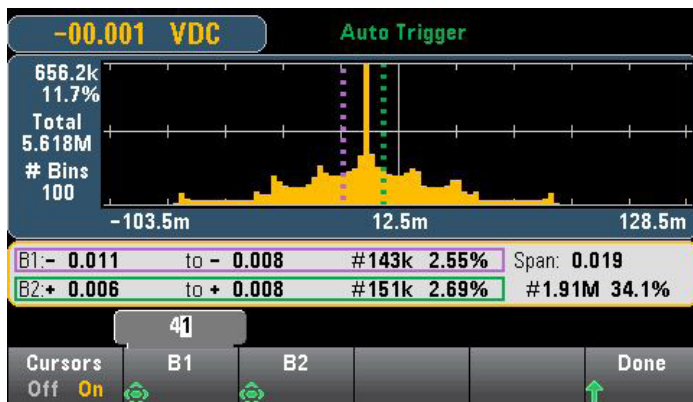 -00.001 VDC
Auto Trigger
656.2k
11.7%
Total
5.618M
# Bins
100
-103.5m 12.5m 128.5m
B1:- 0.011 to - 0.008 #143k 2.55% Span: 0.019
B2:+ 0.006 to + 0.008 #151k 2.69% #1.91M 34.1%
41
Cursors B1 B2 Done
Off On